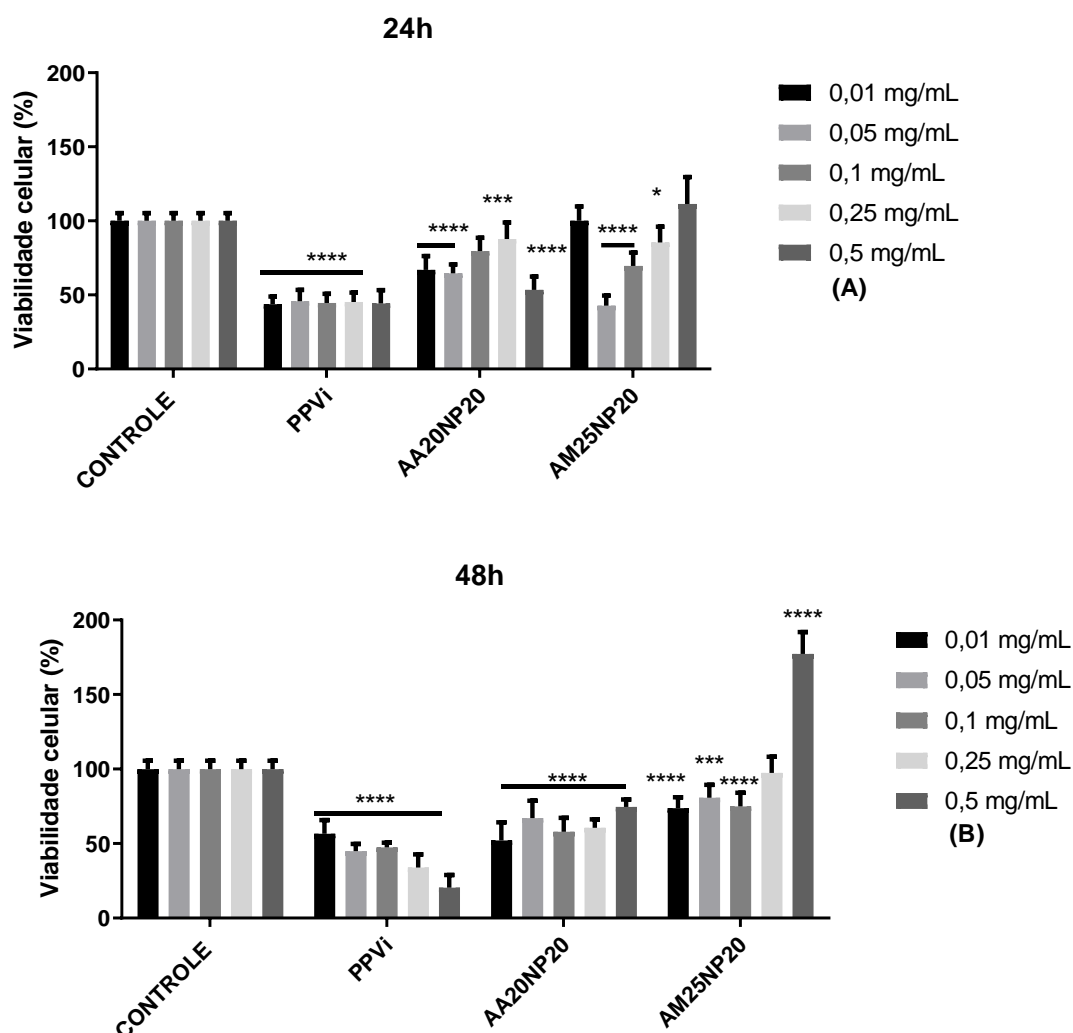 24h
Viabilidade celular (%)
200
150
100
50
0
****
****
***
****
****
*
CONTROLE
PPVi
AA20NP20
AM25NP20
0,01 mg/mL
0,05 mg/mL
0,1 mg/mL
0,25 mg/mL
0,5 mg/mL
(A)
48h
Viabilidade celular (%)
200
150
100
50
0
****
****
****
***
****
****
CONTROLE
PPVi
AA20NP20
AM25NP20
0,01 mg/mL
0,05 mg/mL
0,1 mg/mL
0,25 mg/mL
0,5 mg/mL
(B)